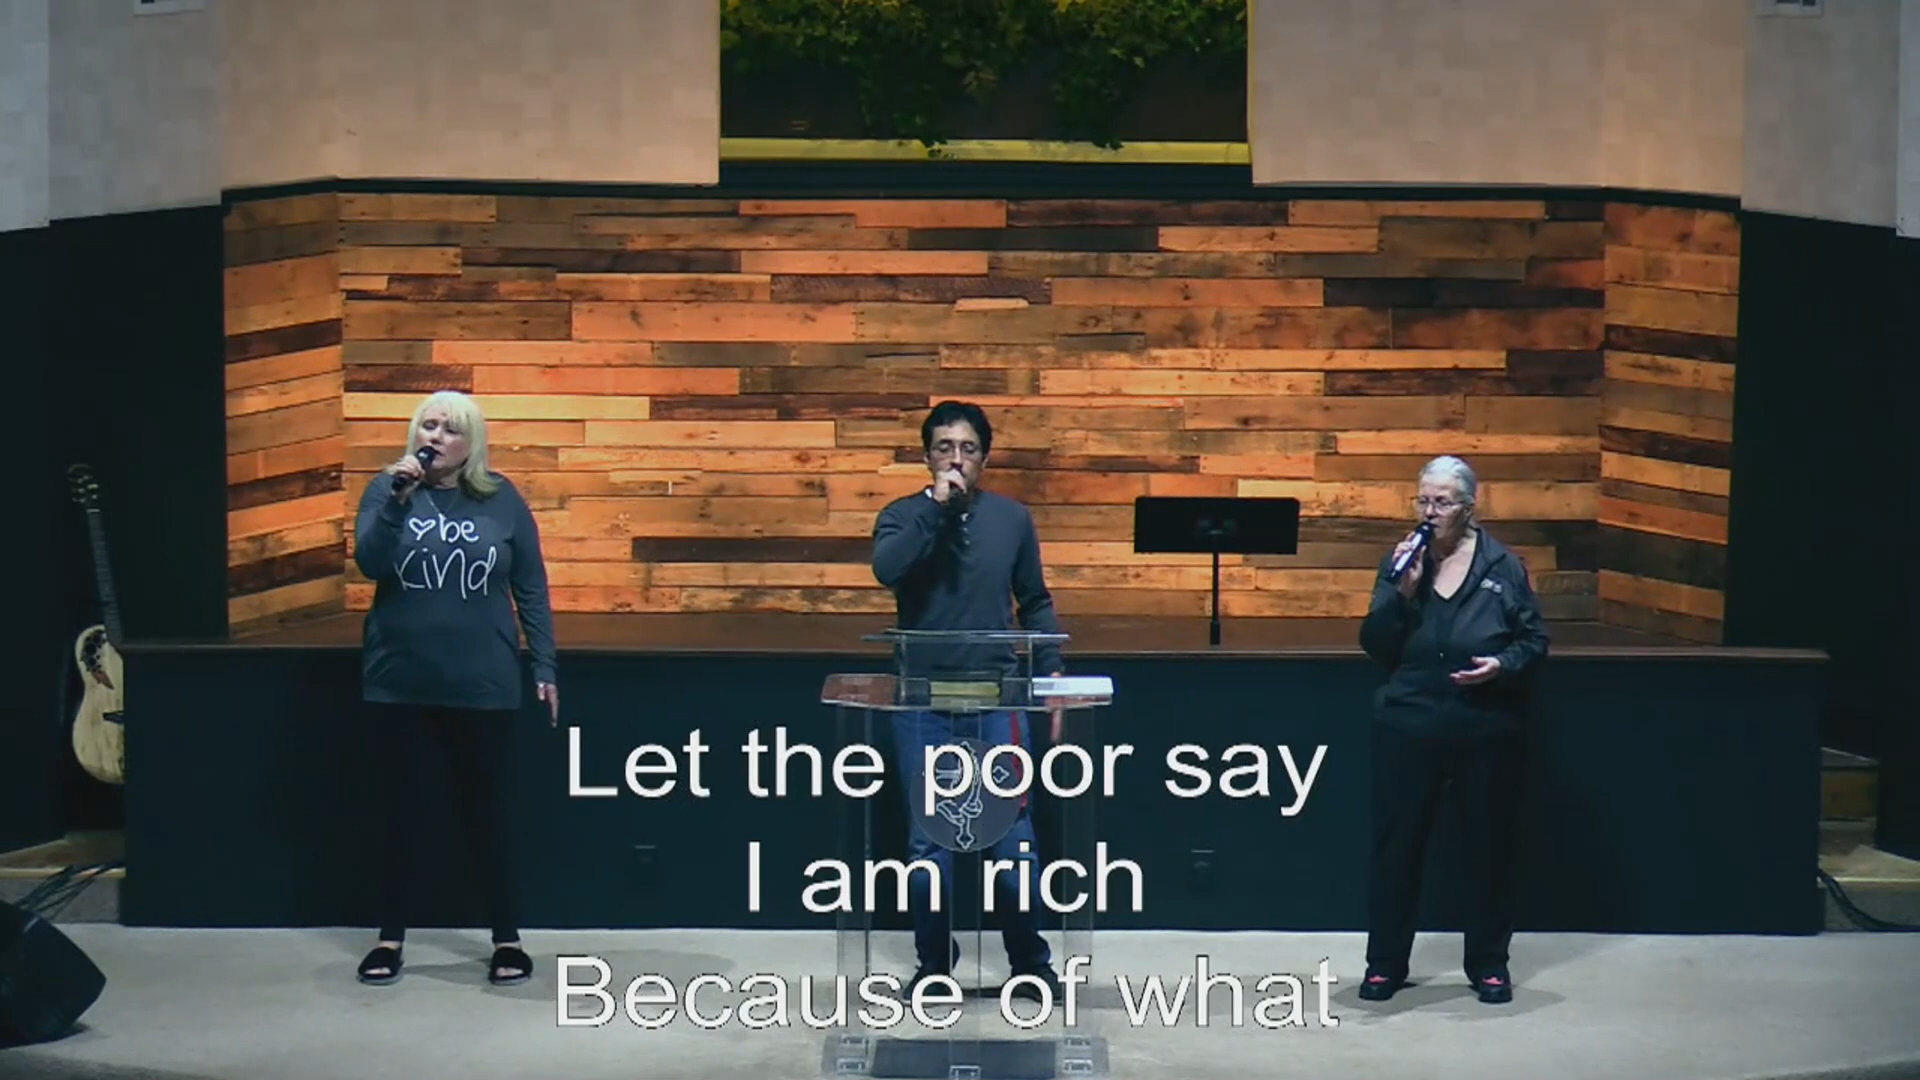 be
kind
Let the poor say
I am rich
Because of what